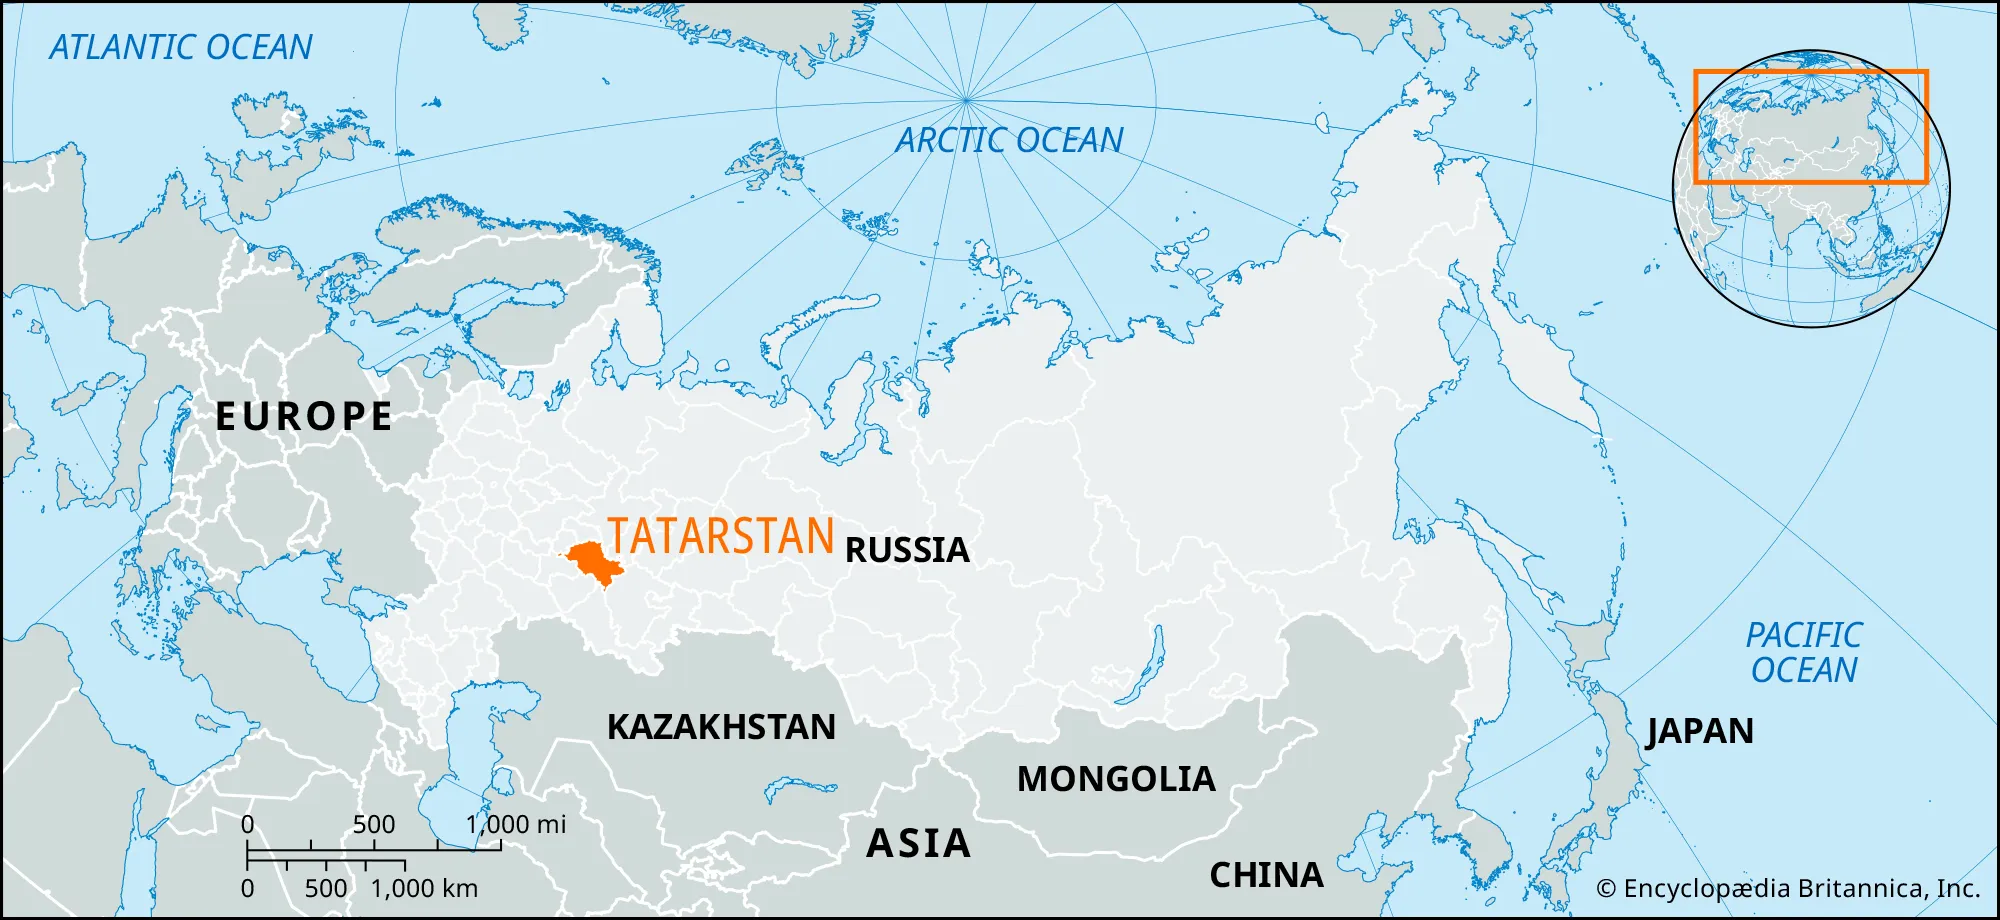 ATLANTIC OCEAN
ARCTIC OCEAN
EUROPE
TATARSTAN
RUSSIA
PACIFIC
OCEAN
KAZAKHSTAN
JAPAN
MONGOLIA
ASIA
CHINA
0 500 1,000 mi
0 500 1,000 km
© Encyclopædia Britannica, Inc.